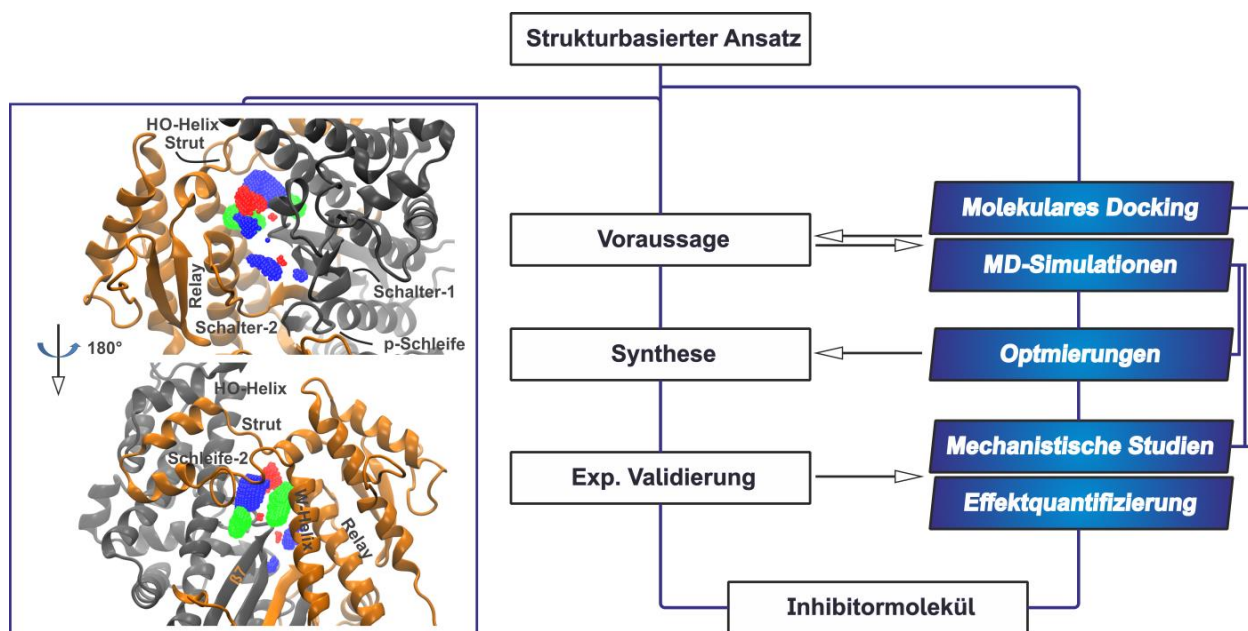 Strukturbasierter Ansatz
HO-Helix
Strut
Relay
Schalter-1
Schalter-2
p-Schleife
180°
HO-Helix
Strut
Schleife-2
w-Helix
Relay
β7
Voraussage
Synthese
Exp. Validierung
Molekulares Docking
MD-Simulationen
Optmierungen
Mechanistische Studien
Effektquantifizierung
Inhibitormolekül